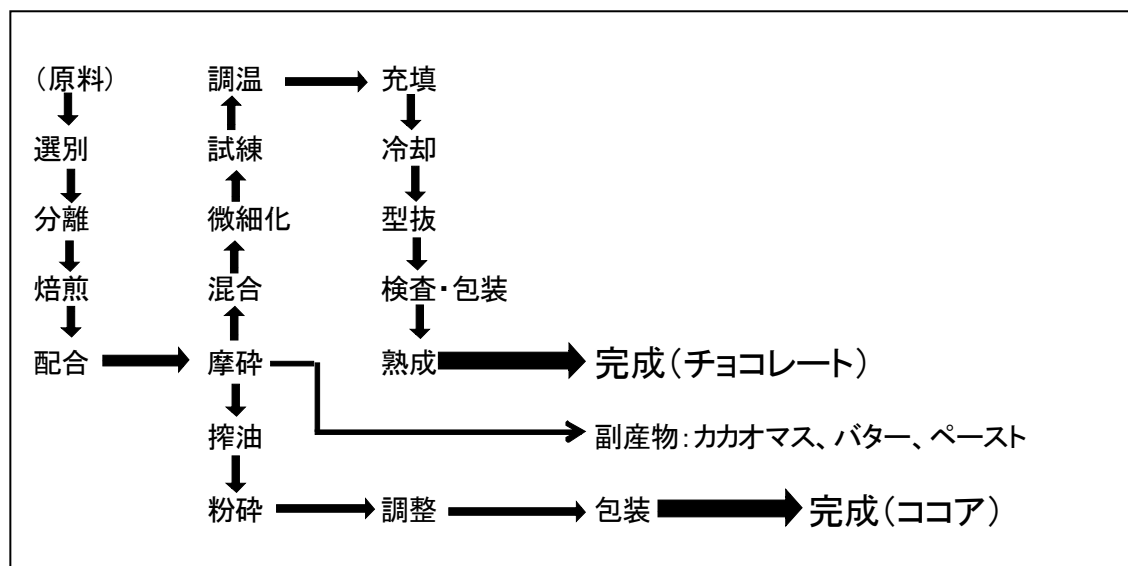 (原料)
調温
充填
選別
試練
冷却
分離
微細化
型抜
焙煎
混合
検査・包装
配合
摩砕
熟成
完成(チョコレート)
搾油
副産物:カカオマス、バター、ペースト
粉砕
調整
包装
完成(ココア)